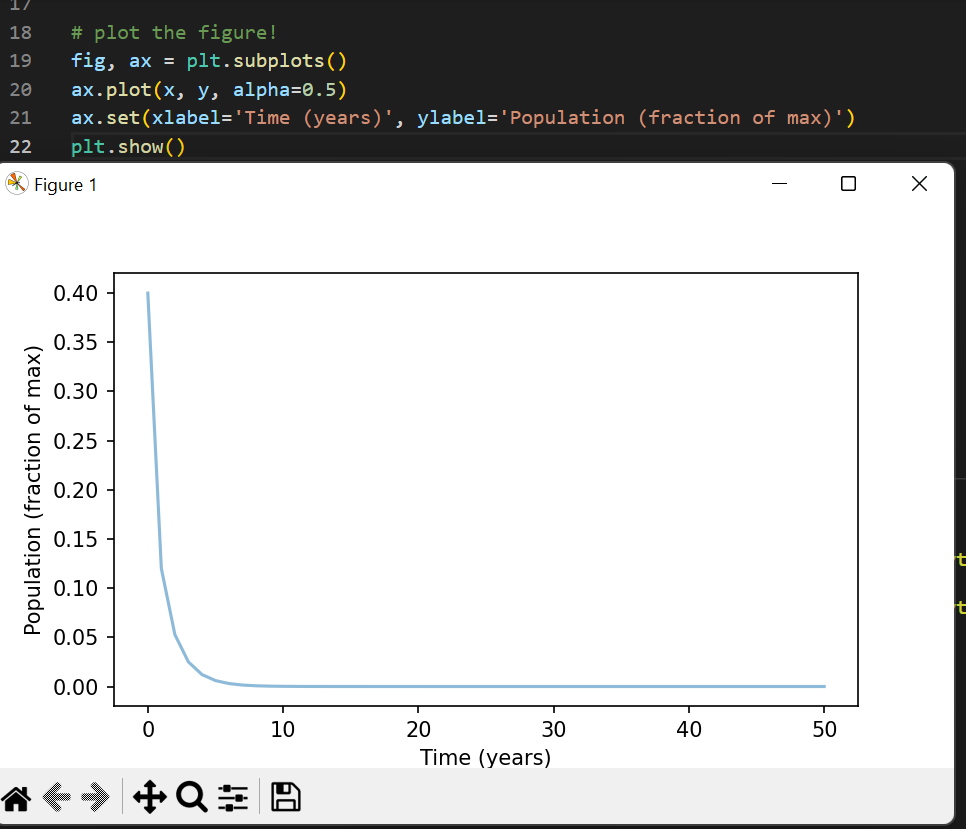 17
18 # plot the figure!
19 fig, ax = plt.subplots()
20 ax.plot(x, y, alpha=0.5)
21 ax.set(xlabel='Time (years)', ylabel='Population (fraction of max)')
22 plt.show()
Figure 1
0.40
0.35
0.30
0.25
0.20
0.15
0.10
0.05
0.00
Population (fraction of max)
0 10 20 30 40 50
Time (years)